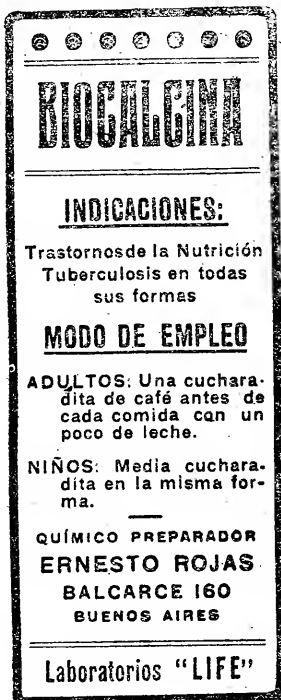 BIOCALCINA
INDICACIONES:
Trastornosde la Nutrición
Tuberculosis en todas
sus formas
MODO DE EMPLEO
ADULTOS: Una cuchara-
dita de café antes de
cada comida con un
poco de leche.
NIÑOS: Media cuchara-
dita en la misma for-
ma.
QUÍMICO PREPARADOR
ERNESTO ROJAS
BALCARCE 160
BUENOS AIRES
Laboratorios "LIFE"